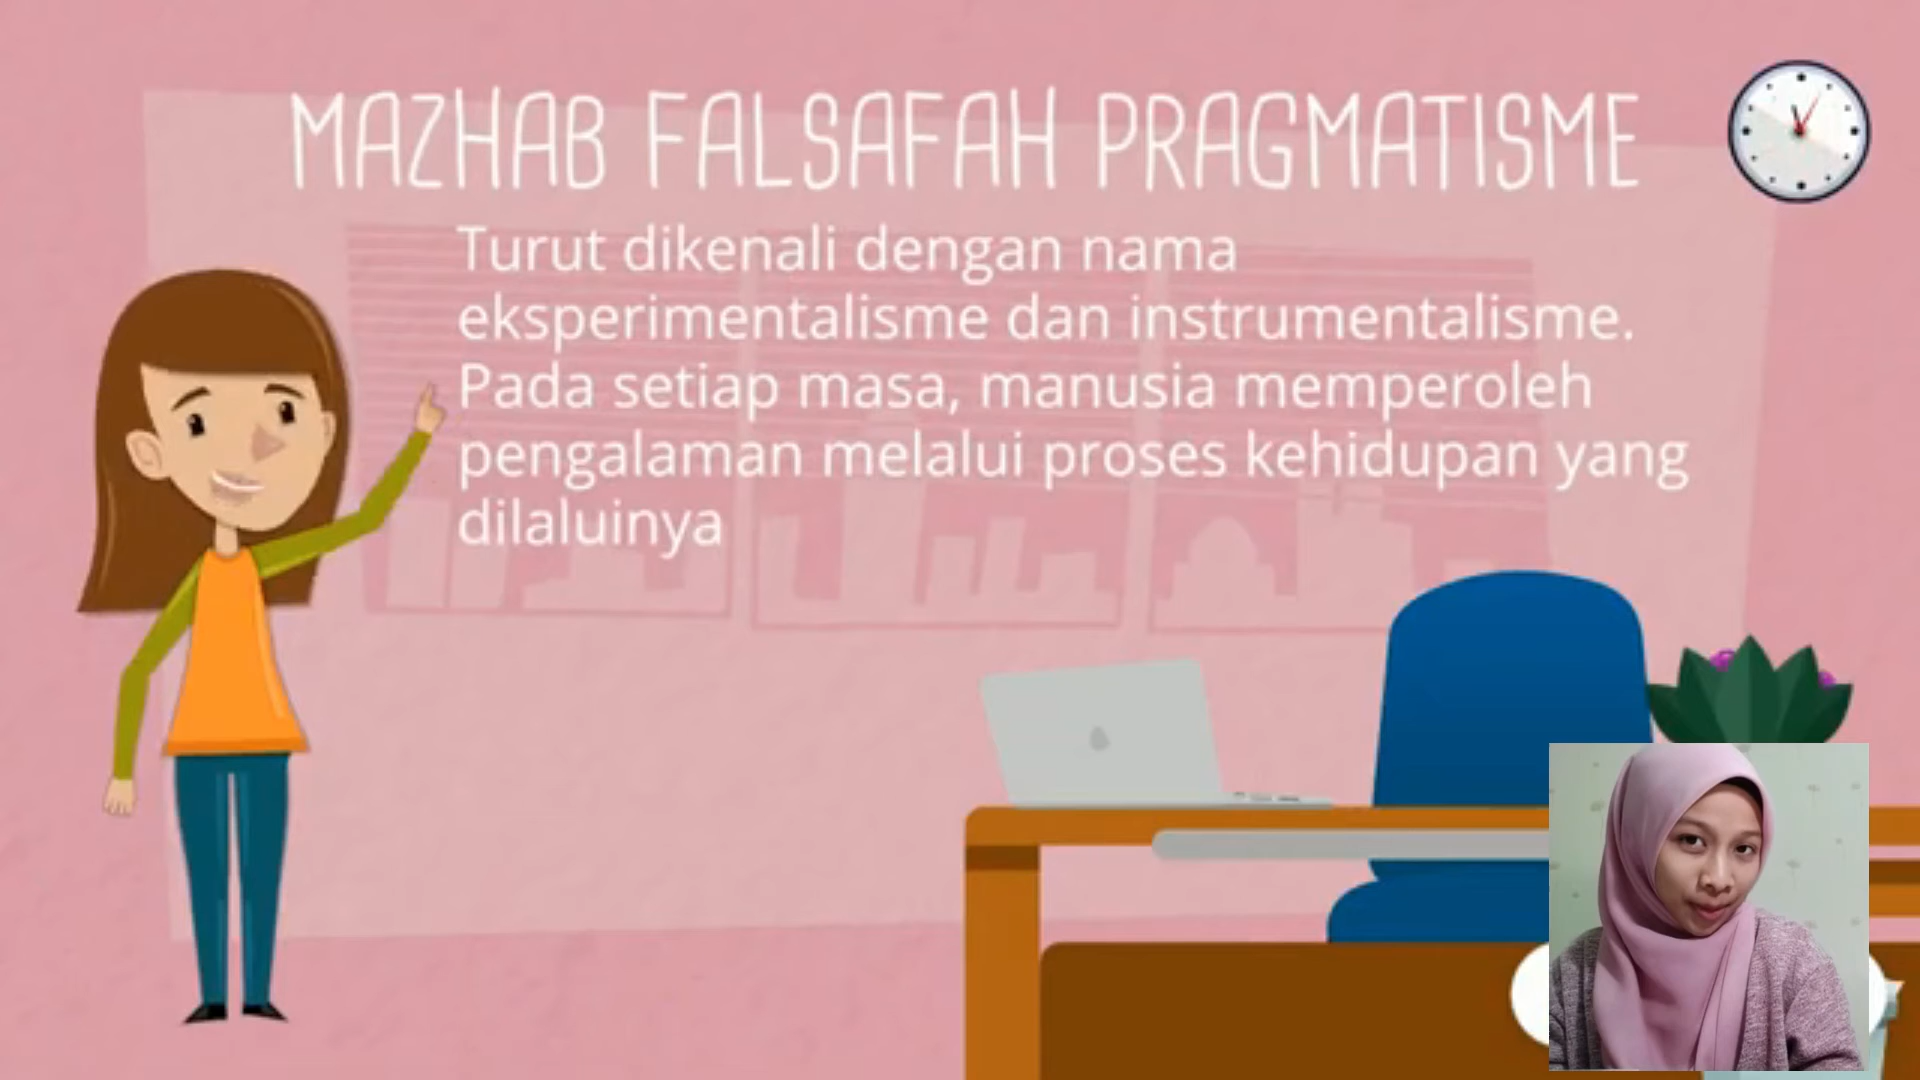 MAZHAB FALSAFAH PRAGMATISME
Turut dikenali dengan nama
eksperimentalisme dan instrumentalisme.
Pada setiap masa, manusia memperoleh
pengalaman melalui proses kehidupan yang
dilaluinya